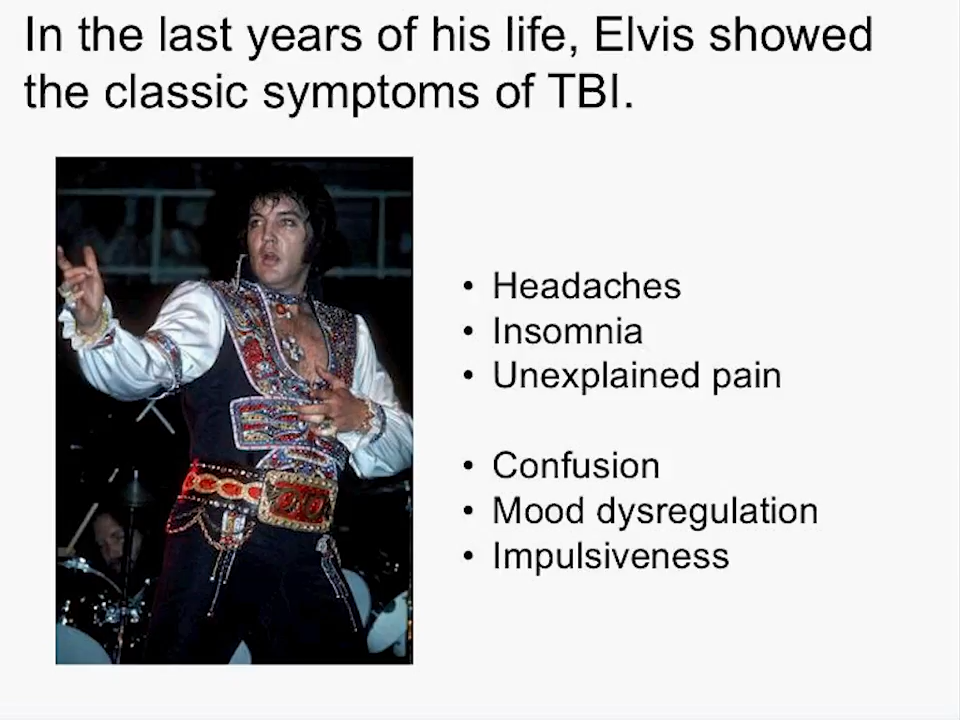 In the last years of his life, Elvis showed
the classic symptoms of TBI.
• Headaches
• Insomnia
• Unexplained pain
• Confusion
• Mood dysregulation
• Impulsiveness